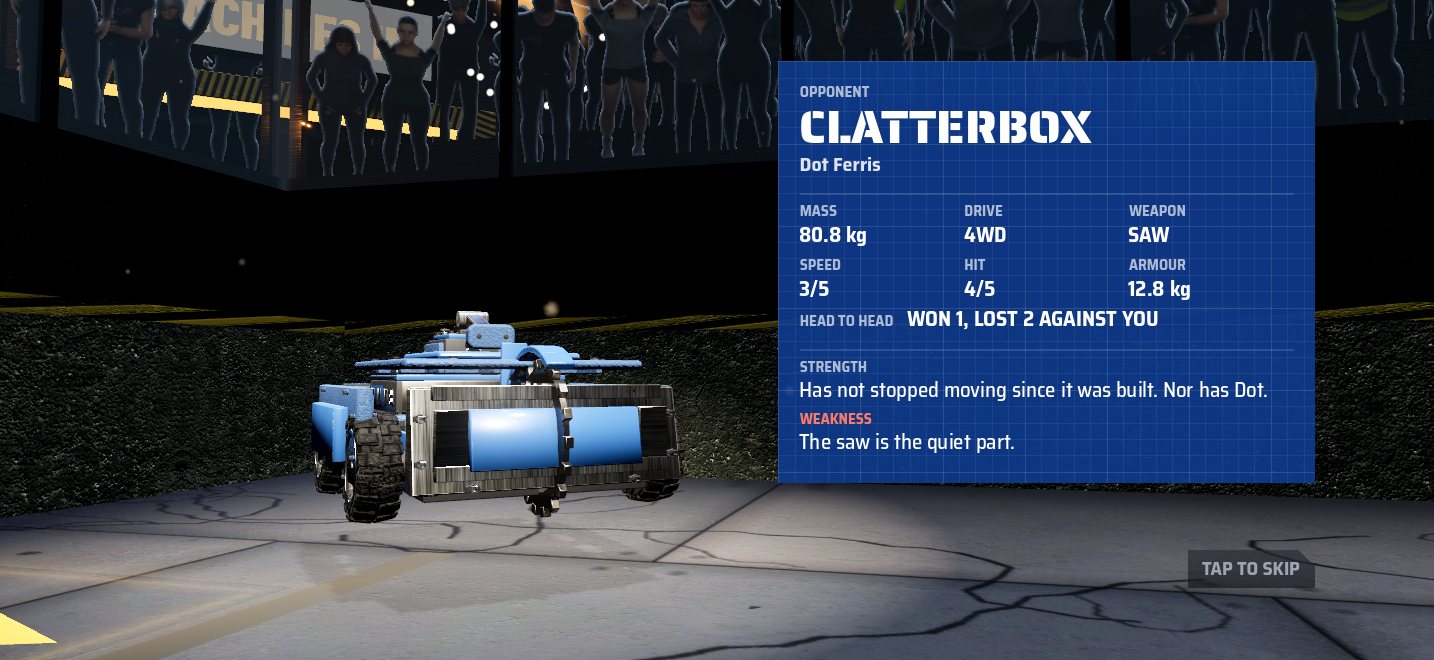 OPPONENT
CLATTERBOX
Dot Ferris
MASS DRIVE WEAPON
80.8 kg 4WD SAW
SPEED HIT ARMOUR
3/5 4/5 12.8 kg
HEAD TO HEAD WON 1, LOST 2 AGAINST YOU
STRENGTH
Has not stopped moving since it was built. Nor has Dot.
WEAKNESS
The saw is the quiet part.
TAP TO SKIP